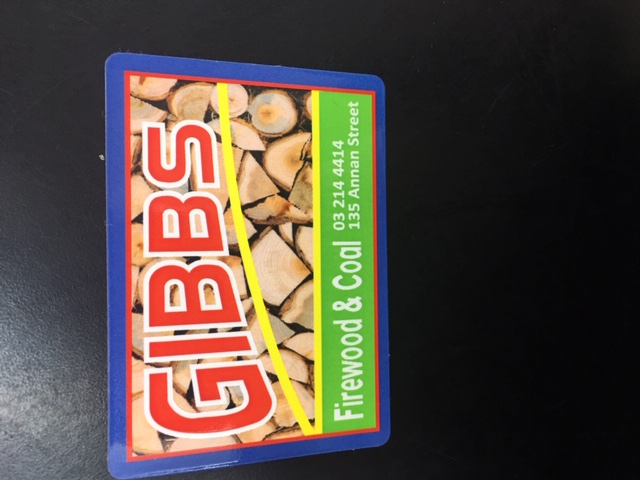 GIBBS
Firewood & Coal
03 214 4414
135 Annan Street